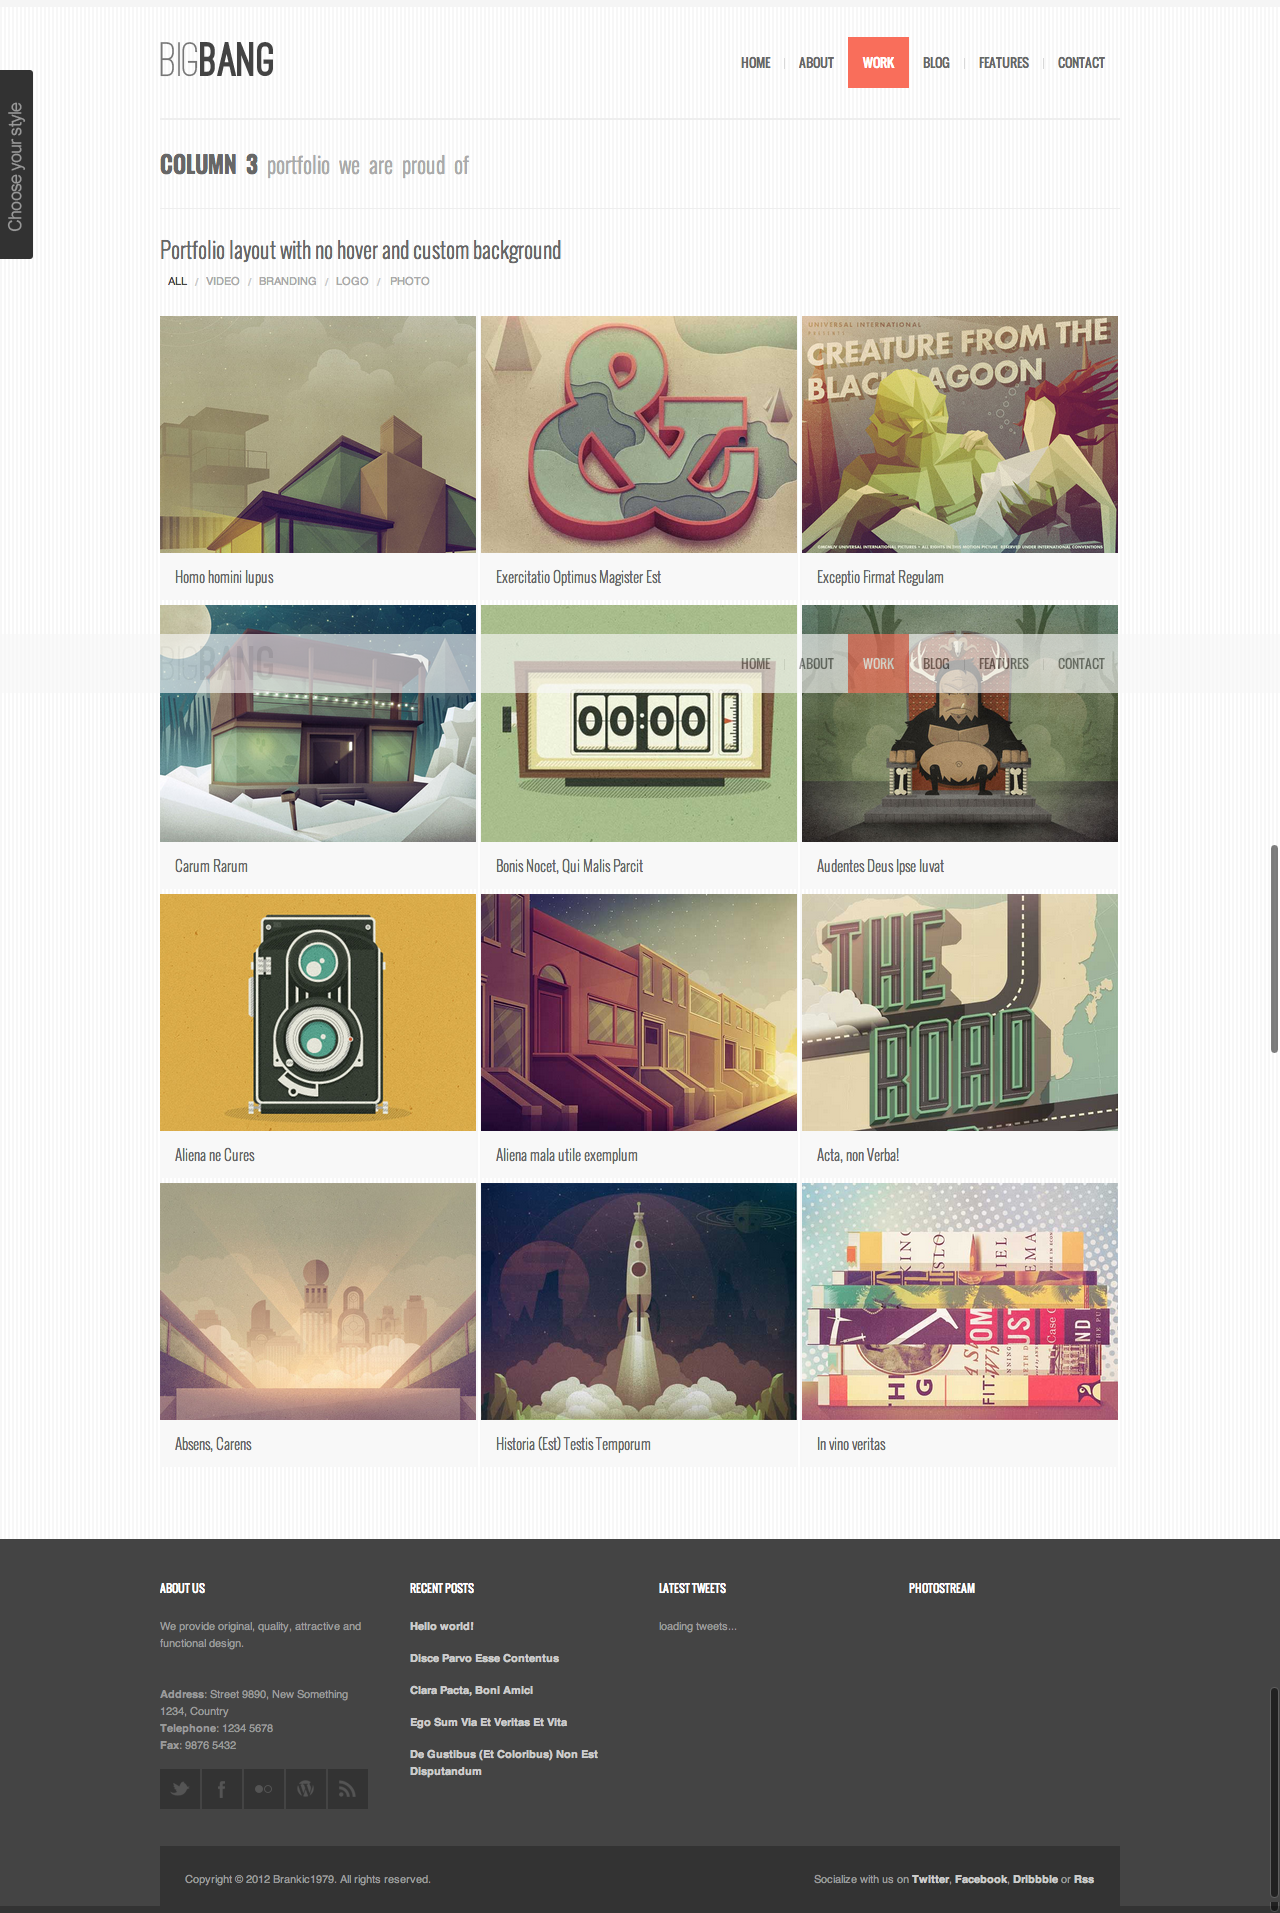 BIGBANG
HOME ABOUT WORK BLOG FEATURES CONTACT
Choose your style
COLUMN 3 portfolio we are proud of
Portfolio layout with no hover and custom background
ALL / VIDEO / BRANDING / LOGO / PHOTO
UNIVERSAL INTERNATIONAL
CREATURE FROM THE
BLACK LAGOON
&
Homo homini lupus
Exercitatio Optimus Magister Est
Exceptio Firmat Regulam
BIGBANG
HOME ABOUT WORK BLOG FEATURES CONTACT
00:00
Carum Rarum
Bonis Nocet, Qui Malis Parcit
Audentes Deus Ipse Iuvat
THE
ROAD
Aliena ne Cures
Aliena mala utile exemplum
Acta, non Verba!
Absens, Carens
Historia (Est) Testis Temporum
In vino veritas
ABOUT US
We provide original, quality, attractive and
functional design.
Address: Street 9890, New Something
1234, Country
Telephone: 1234 5678
Fax: 9876 5432
RECENT POSTS
Hello world!
Disce Parvo Esse Contentus
Clara Pacta, Boni Amici
Ego Sum Via Et Veritas Et Vita
De Gustibus (Et Coloribus) Non Est
Disputandum
LATEST TWEETS
loading tweets...
PHOTOSTREAM
Copyright © 2012 Brankic1979. All rights reserved.
Socialize with us on Twitter, Facebook, Dribbble or Rss